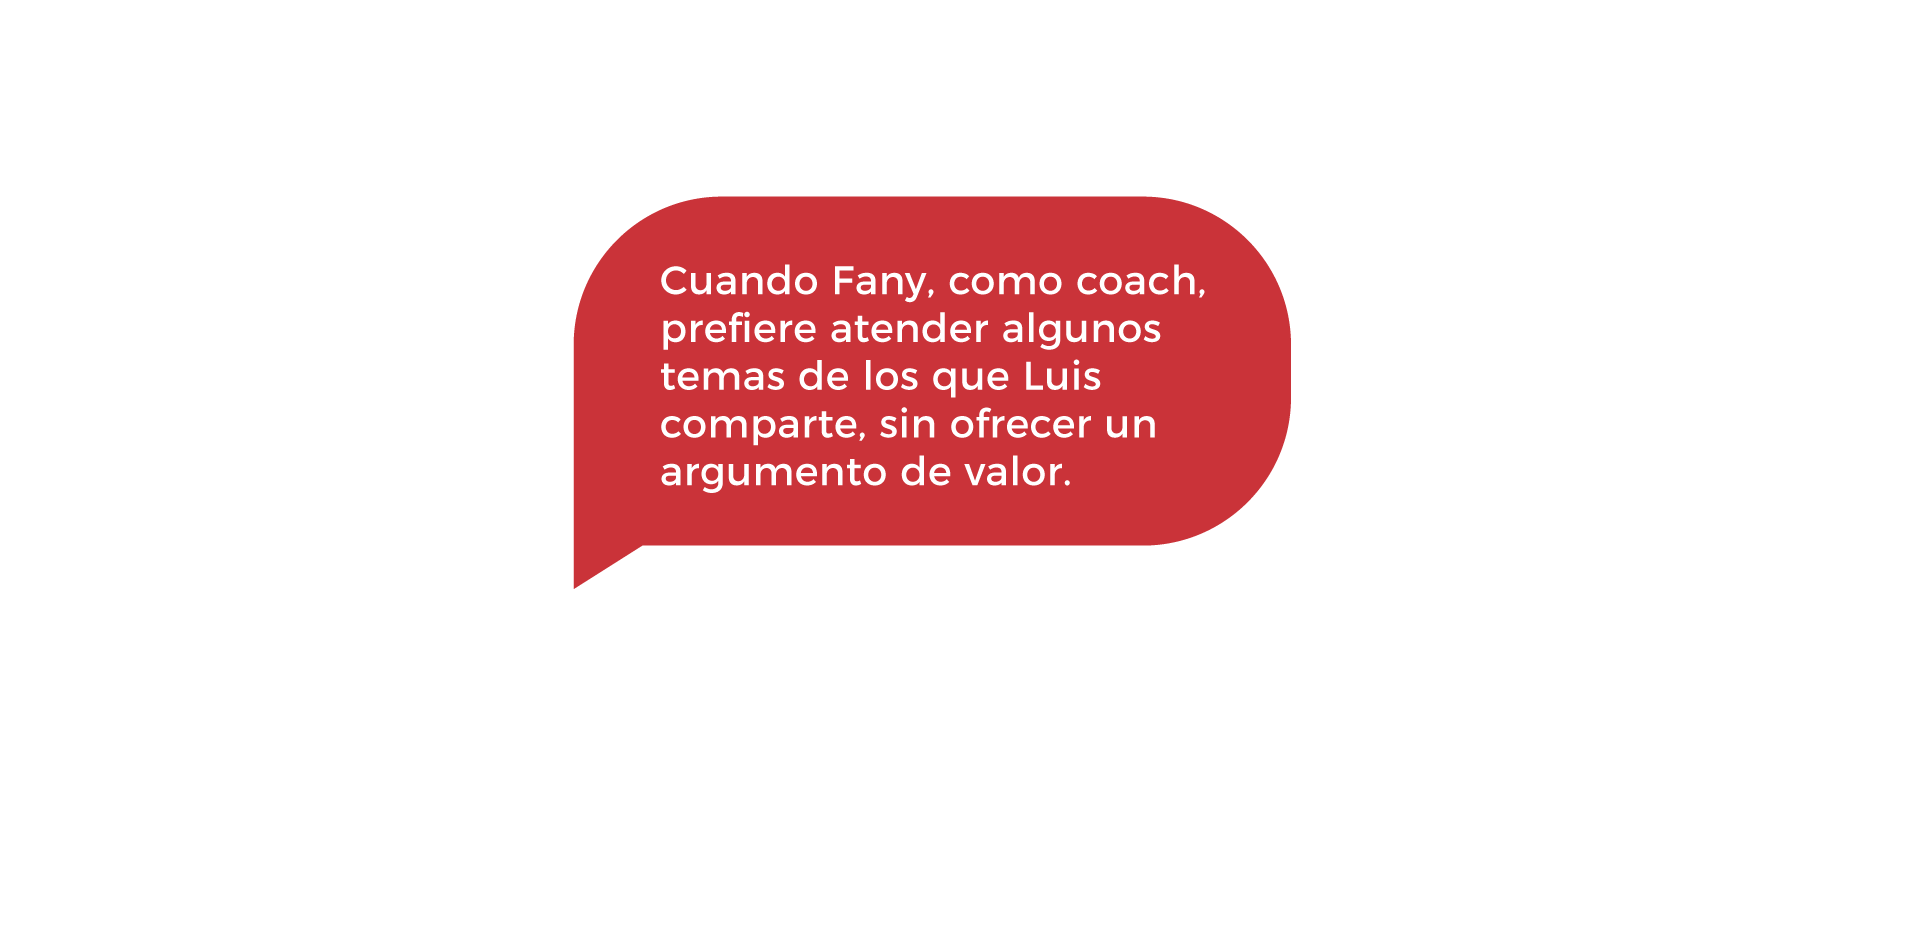 Cuando Fany, como coach,
prefiere atender algunos
temas de los que Luis
comparte, sin ofrecer un
argumento de valor.